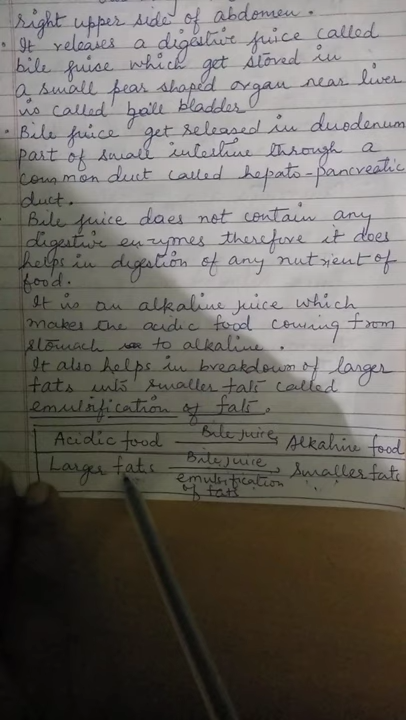 right upper side of abdomen.
• It releases a digestive juice called
bile juise which get stored in
a small pear shaped organ near liver
is called gall bladder
• Bile juice get released in duodenum
part of small intestine through a
common duct called hepato-pancreatic
duct.
Bile juice does not contain any
digestive enzymes therefore it does
helps in digestion of any nutrient of
food.
It is an alkaline juice which
makes the acidic food coming from
stomach to alkaline.
It also helps in breakdown of larger
fats into smaller fats called
emulsification of fats.
Acidic food Bile juice Alkaline food
Larger fats Bile juice Smaller fats
emulsification
of fats